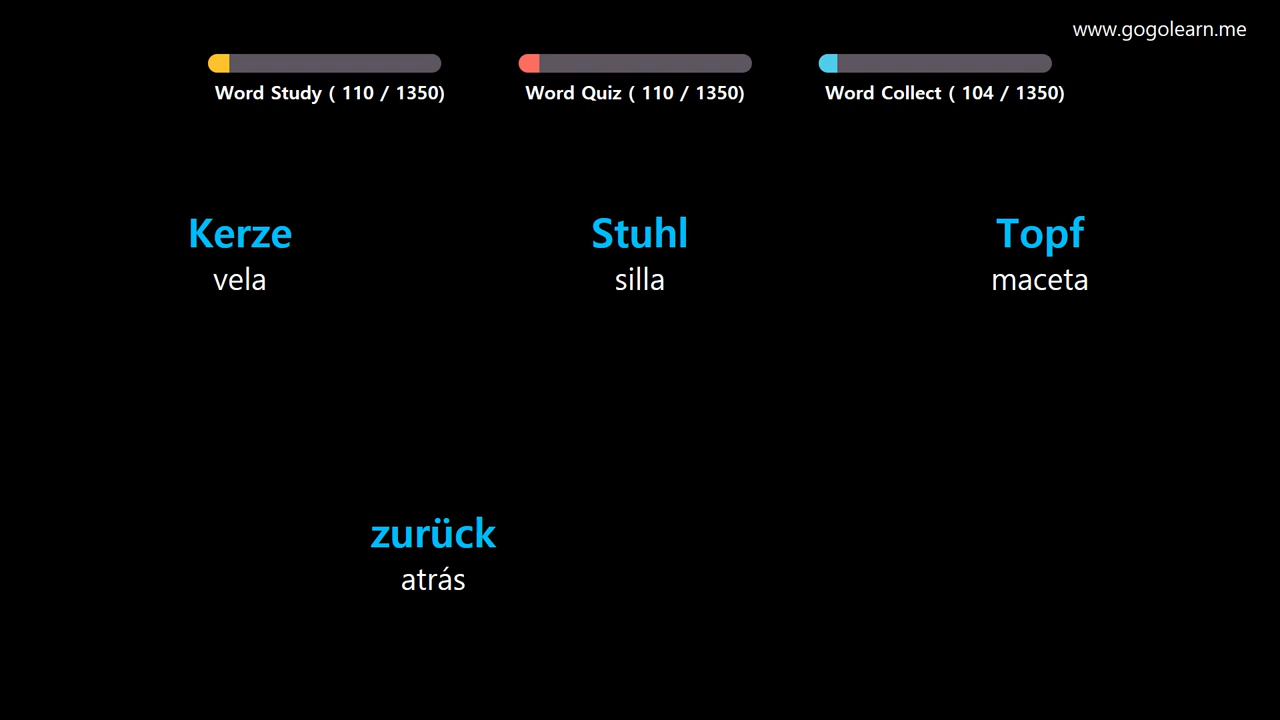 www.gogolearn.me
Word Study ( 110 / 1350)
Word Quiz ( 110 / 1350)
Word Collect ( 104 / 1350)
Kerze
vela
Stuhl
silla
Topf
maceta
zurück
atrás